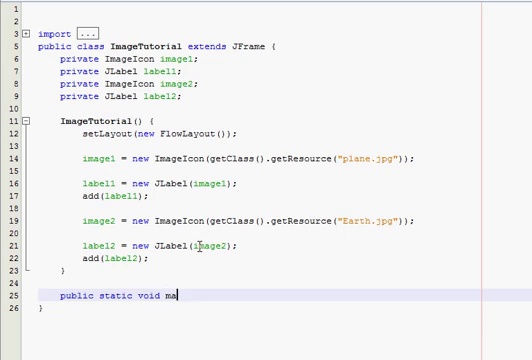 1
2
3 import ...
5 public class ImageTutorial extends JFrame {
6 private ImageIcon image1;
7 private JLabel label1;
8 private ImageIcon image2;
9 private JLabel label2;
10
11 ImageTutorial() {
12 setLayout(new FlowLayout());
13
14 image1 = new ImageIcon(getClass().getResource("plane.jpg"));
15
16 label1 = new JLabel(image1);
17 add(label1);
18
19 image2 = new ImageIcon(getClass().getResource("Earth.jpg"));
20
21 label2 = new JLabel(image2);
22 add(label2);
23 }
24
25 public static void ma
26 }